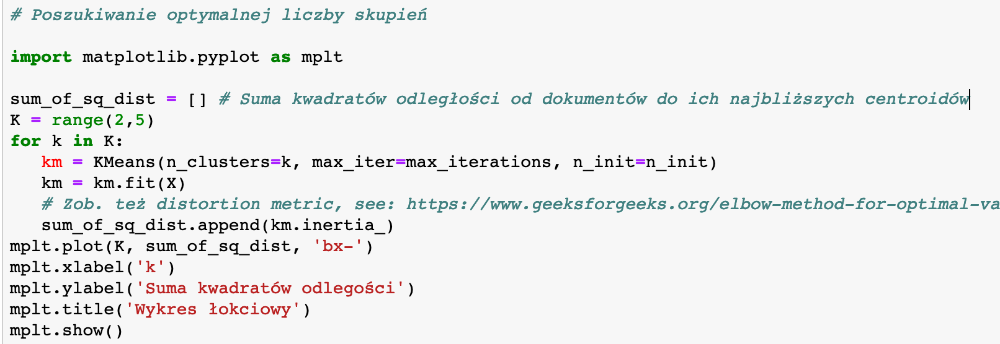 # Poszukiwanie optymalnej liczby skupień
import matplotlib.pyplot as mplt
sum_of_sq_dist = [] # Suma kwadratów odległości od dokumentów do ich najbliższych centroidów
K = range(2,5)
for k in K:
   km = KMeans(n_clusters=k, max_iter=max_iterations, n_init=n_init)
   km = km.fit(X)
   # Zob. też distortion metric, see: https://www.geeksforgeeks.org/elbow-method-for-optimal-va
   sum_of_sq_dist.append(km.inertia_)
mplt.plot(K, sum_of_sq_dist, 'bx-')
mplt.xlabel('k')
mplt.ylabel('Suma kwadratów odlegości')
mplt.title('Wykres łokciowy')
mplt.show()